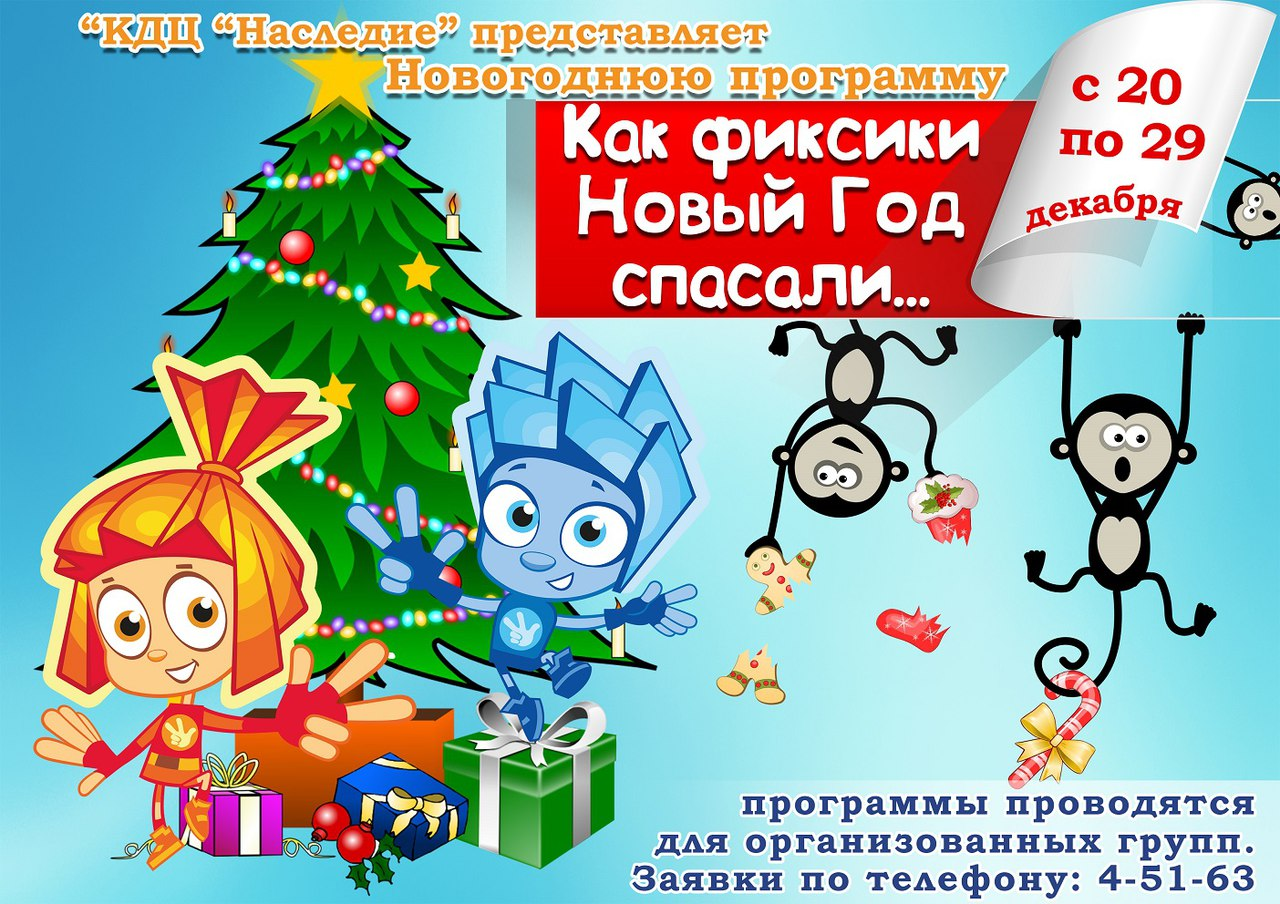 “КДЦ “Наследие” представляет
Новогоднюю программу
Как фиксики
Новый Год
спасали...
с 20
по 29
декабря
программы проводятся
для организованных групп.
Заявки по телефону: 4-51-63